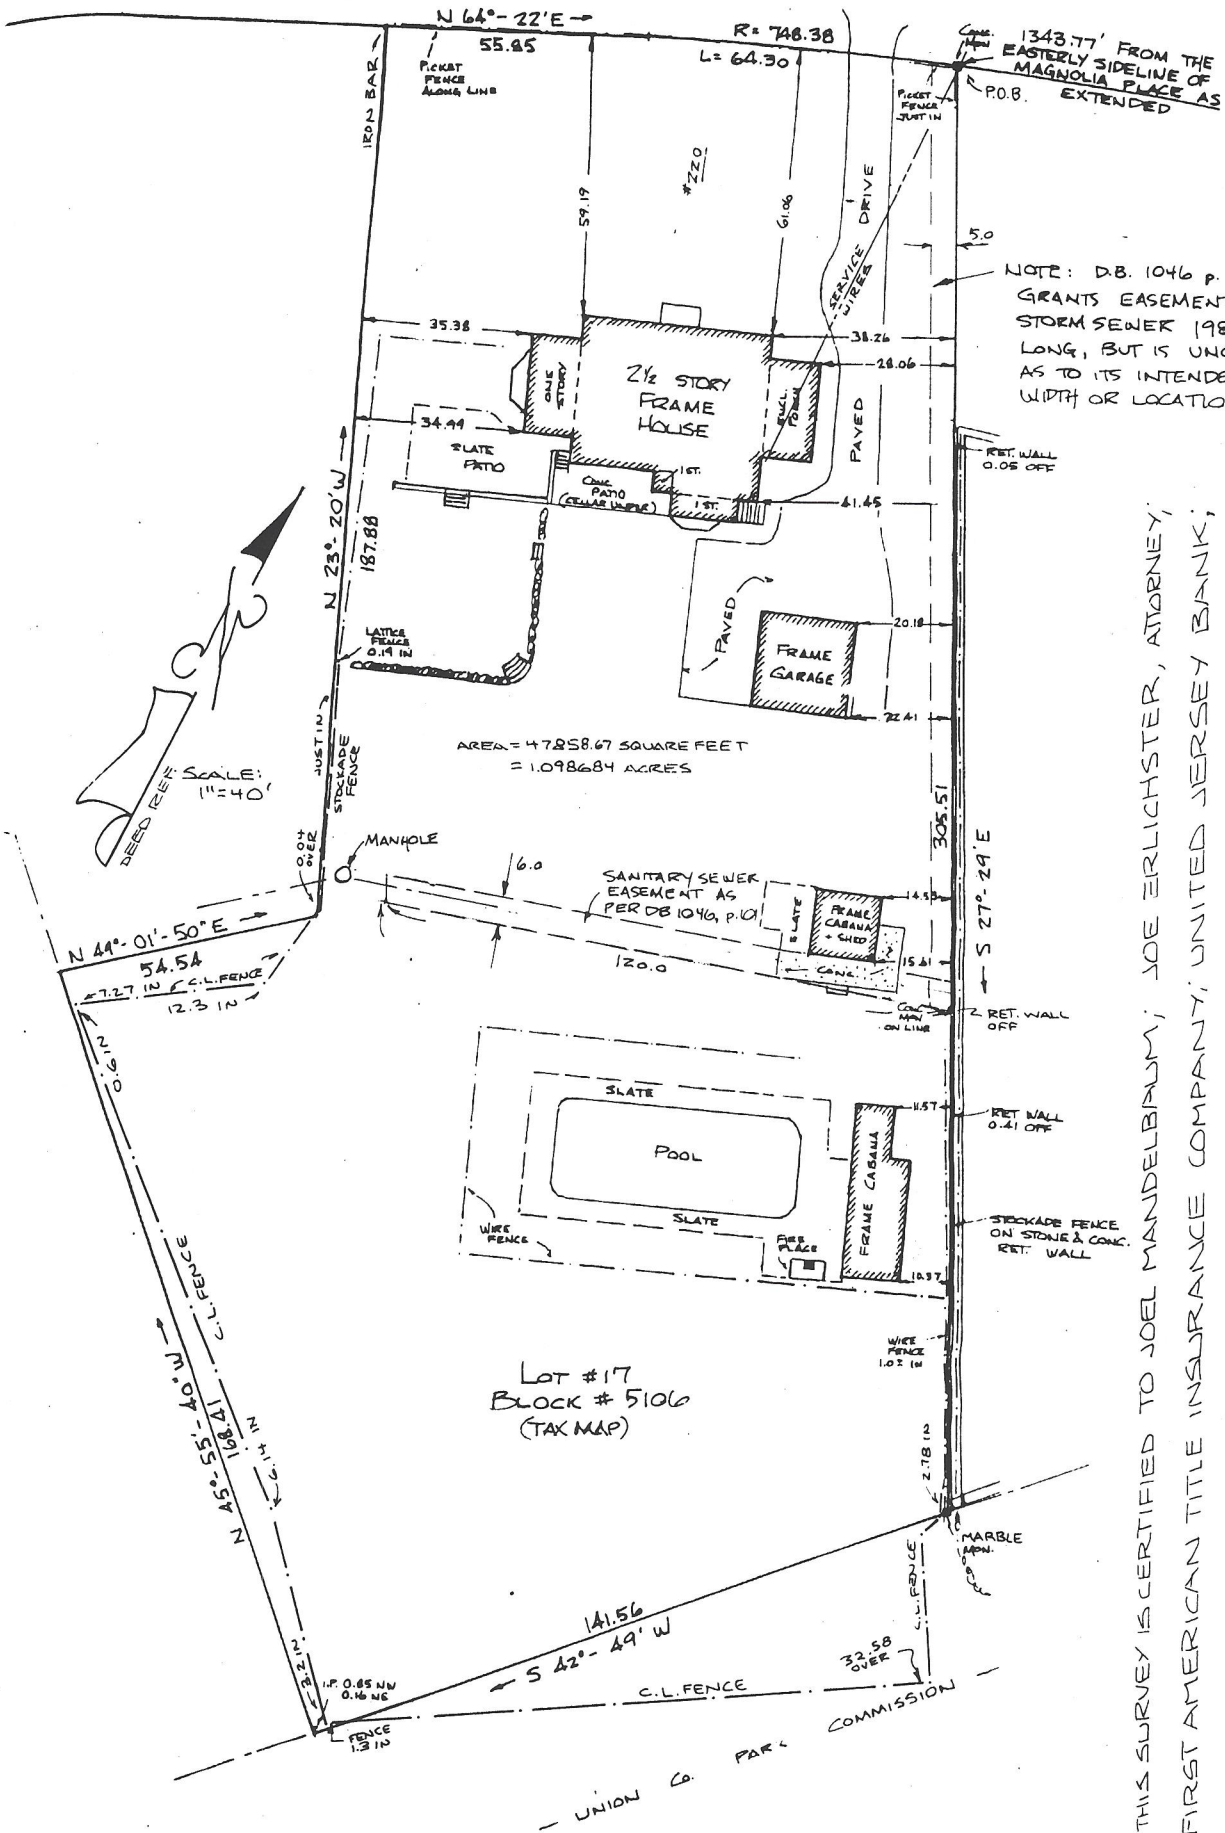 N 64°- 22'E
55.85
R= 748.38
L= 64.30
CONC.
MON
1343.77' FROM THE
EASTERLY SIDELINE OF
MAGNOLIA PLACE AS
EXTENDED
P.O.B.
PICKET
FENCE
ALONG LINE
IRON BAR
PICKET
FENCE
JUST IN
#220
59.19
61.06
DRIVE
PAVED
SERVICE
WIRES
5.0
NOTE: D.B. 1046 p.
GRANTS EASEMENT
STORM SEWER 198
LONG, BUT IS UNC
AS TO ITS INTENDE
WIDTH OR LOCATIO
35.38
38.26
28.06
ONE
STORY
2½ STORY
FRAME
HOUSE
ENCL.
PORCH
34.99
SLATE
PATIO
1 ST.
CONC
PATIO
(CELLAR UNDER)
1 ST.
41.45
RET. WALL
0.05 OFF
N 23°- 20'W
187.88
LATTICE
FENCE
0.19 IN
PAVED
FRAME
GARAGE
20.18
22.41
JUST IN
STOCKADE
FENCE
AREA = 47858.67 SQUARE FEET
= 1.098684 ACRES
DEED REF.
SCALE:
1"=40'
305.51
S 27°- 29'E
0.04
OVER
MANHOLE
6.0
SANITARY SEWER
EASEMENT AS
PER DB 1046, p.101
120.0
SLATE
FRAME
CABANA
+ SHED
14.53
15.61
CONC.
CONC
MON
ON LINE
RET. WALL
OFF
N 49°- 01'- 50"E
54.54
7.27 IN
C.L. FENCE
12.3 IN
0.6 IN
SLATE
POOL
SLATE
WIRE
FENCE
FIRE
PLACE
FRAME CABANA
11.57
10.97
RET WALL
0.41 OFF
STOCKADE FENCE
ON STONE & CONC.
RET. WALL
WIRE
FENCE
IN
C.L. FENCE
N 45°- 55'- 40"W
168.41
6.14 IN
LOT #17
BLOCK # 5106
(TAX MAP)
2.78 IN
MARBLE
MON.
C.L. FENCE
141.56
S 42°- 49' W
32.58
OVER
3.2 IN
I.P. 0.85 NW
0.16 NE
FENCE
1.3 IN
C.L. FENCE
UNION CO. PARK COMMISSION
THIS SURVEY IS CERTIFIED TO JOEL MANDELBAUM; JOE ERLICHSTER, ATTORNEY;
FIRST AMERICAN TITLE INSURANCE COMPANY; UNITED JERSEY BANK;